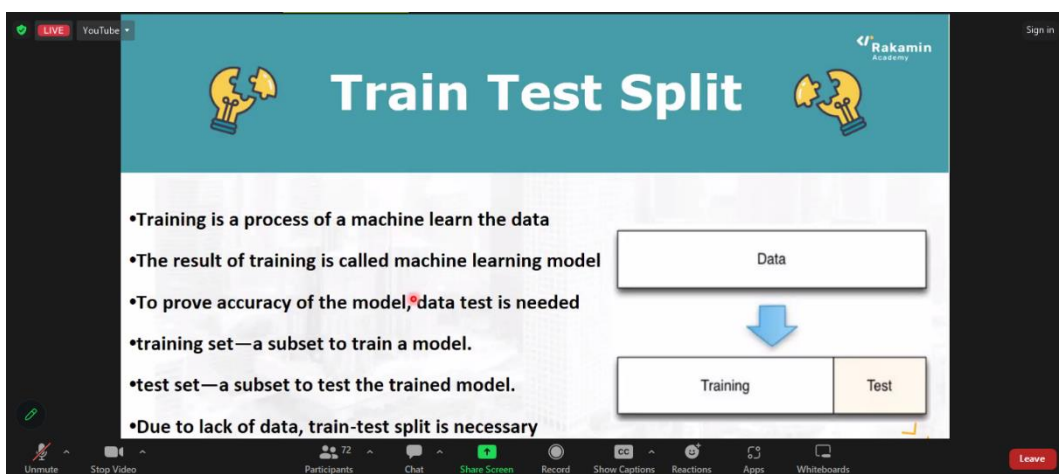 LIVE
YouTube
Sign in
Rakamin
Academy
Train Test Split
•Training is a process of a machine learn the data
•The result of training is called machine learning model
•To prove accuracy of the model, data test is needed
•training set—a subset to train a model.
•test set—a subset to test the trained model.
•Due to lack of data, train-test split is necessary
Data
Training
Test
Unmute
Stop Video
72
Participants
Chat
Share Screen
Record
CC
Show Captions
Reactions
Apps
Whiteboards
Leave